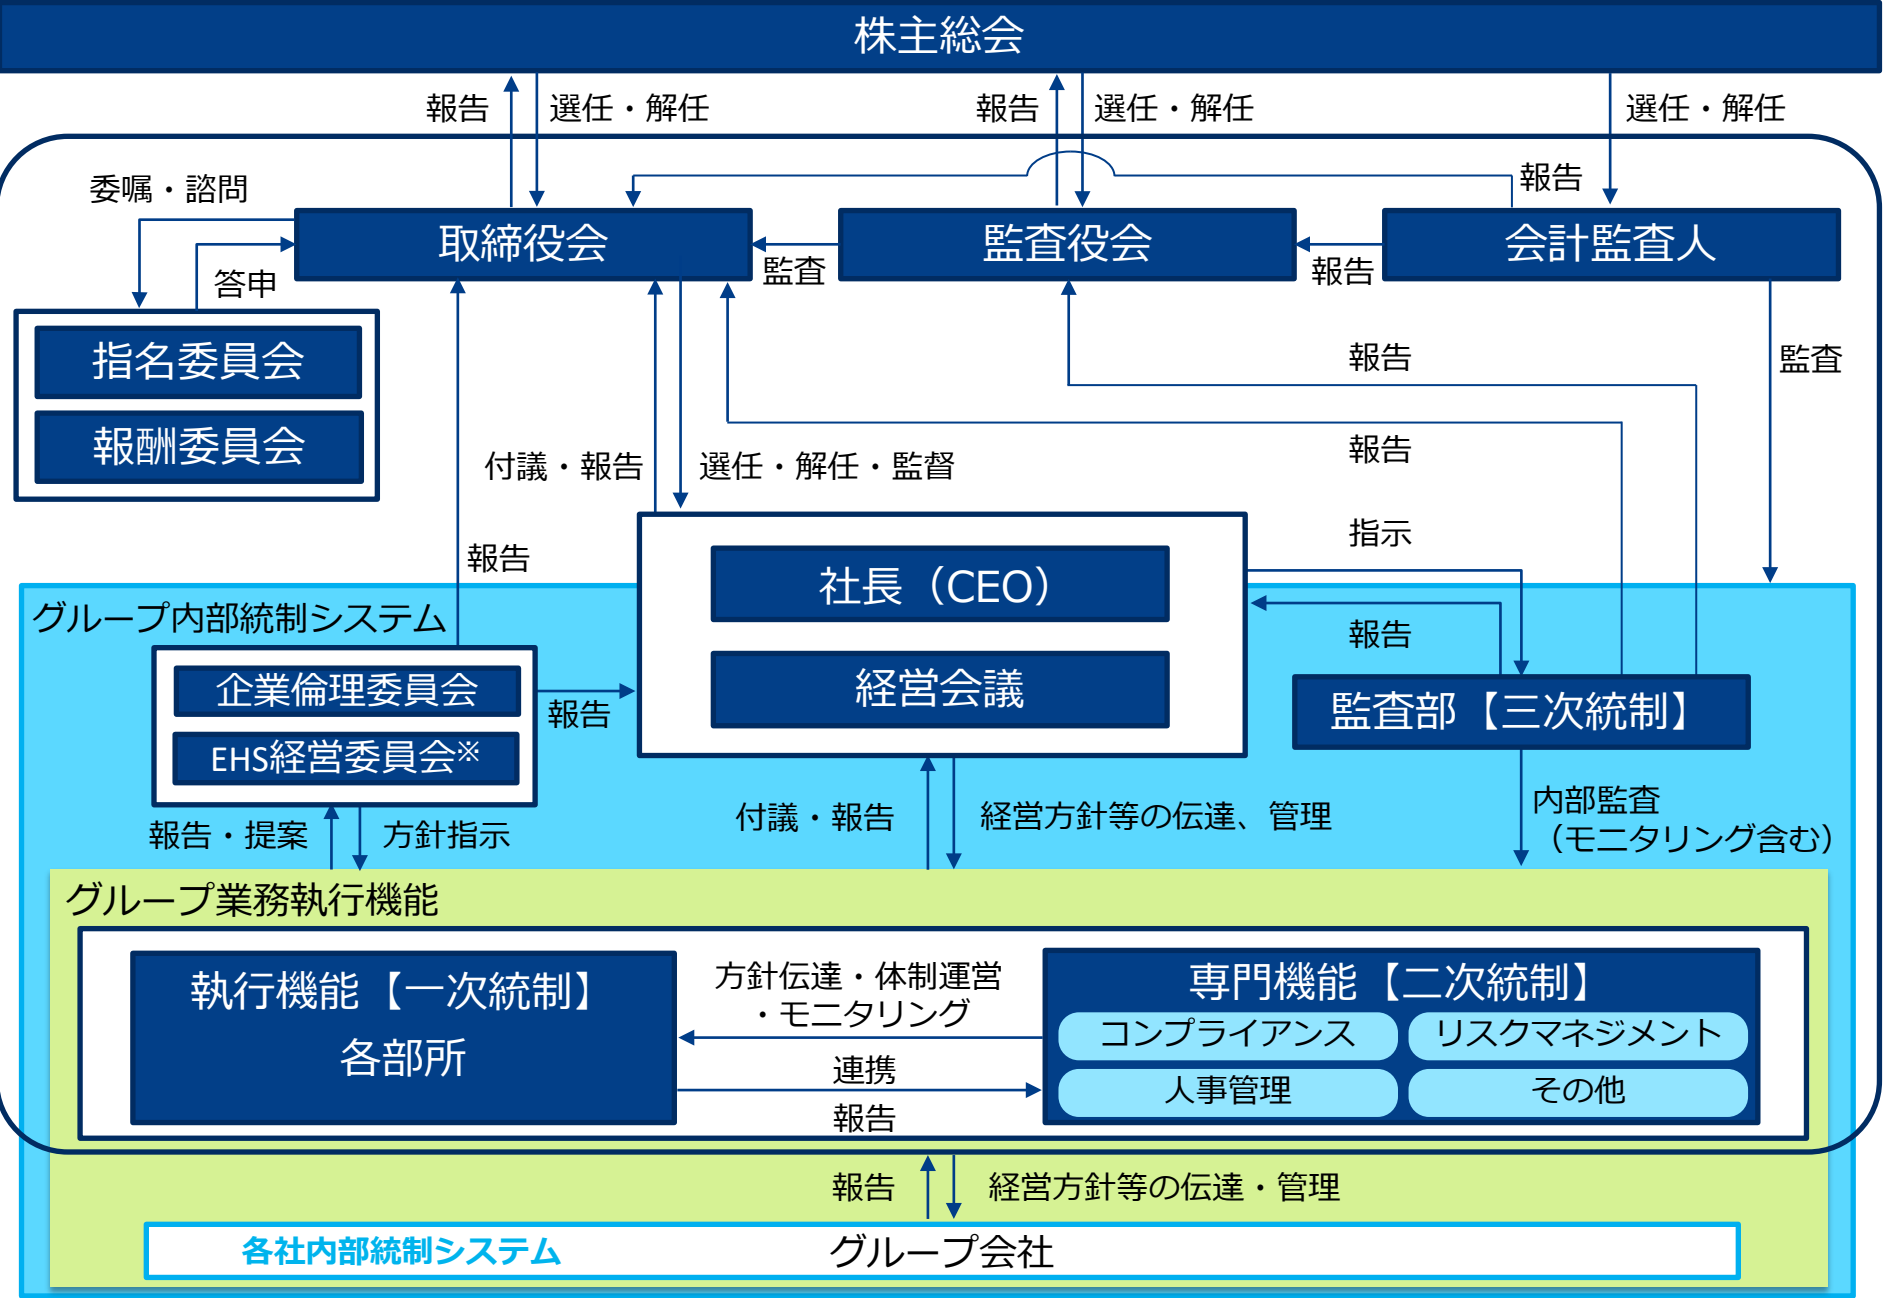 株主総会
報告
選任・解任
報告
選任・解任
選任・解任
委嘱・諮問
報告
取締役会
監査役会
会計監査人
答申
監査
報告
指名委員会
報酬委員会
報告
監査
報告
付議・報告
選任・解任・監督
指示
報告
社長（CEO）
グループ内部統制システム
報告
経営会議
企業倫理委員会
報告
監査部【三次統制】
EHS経営委員会※
報告・提案
方針指示
付議・報告
経営方針等の伝達、管理
内部監査
（モニタリング含む）
グループ業務執行機能
執行機能【一次統制】
各部所
方針伝達・体制運営
・モニタリング
連携
報告
専門機能【二次統制】
コンプライアンス
リスクマネジメント
人事管理
その他
報告
経営方針等の伝達・管理
各社内部統制システム
グループ会社